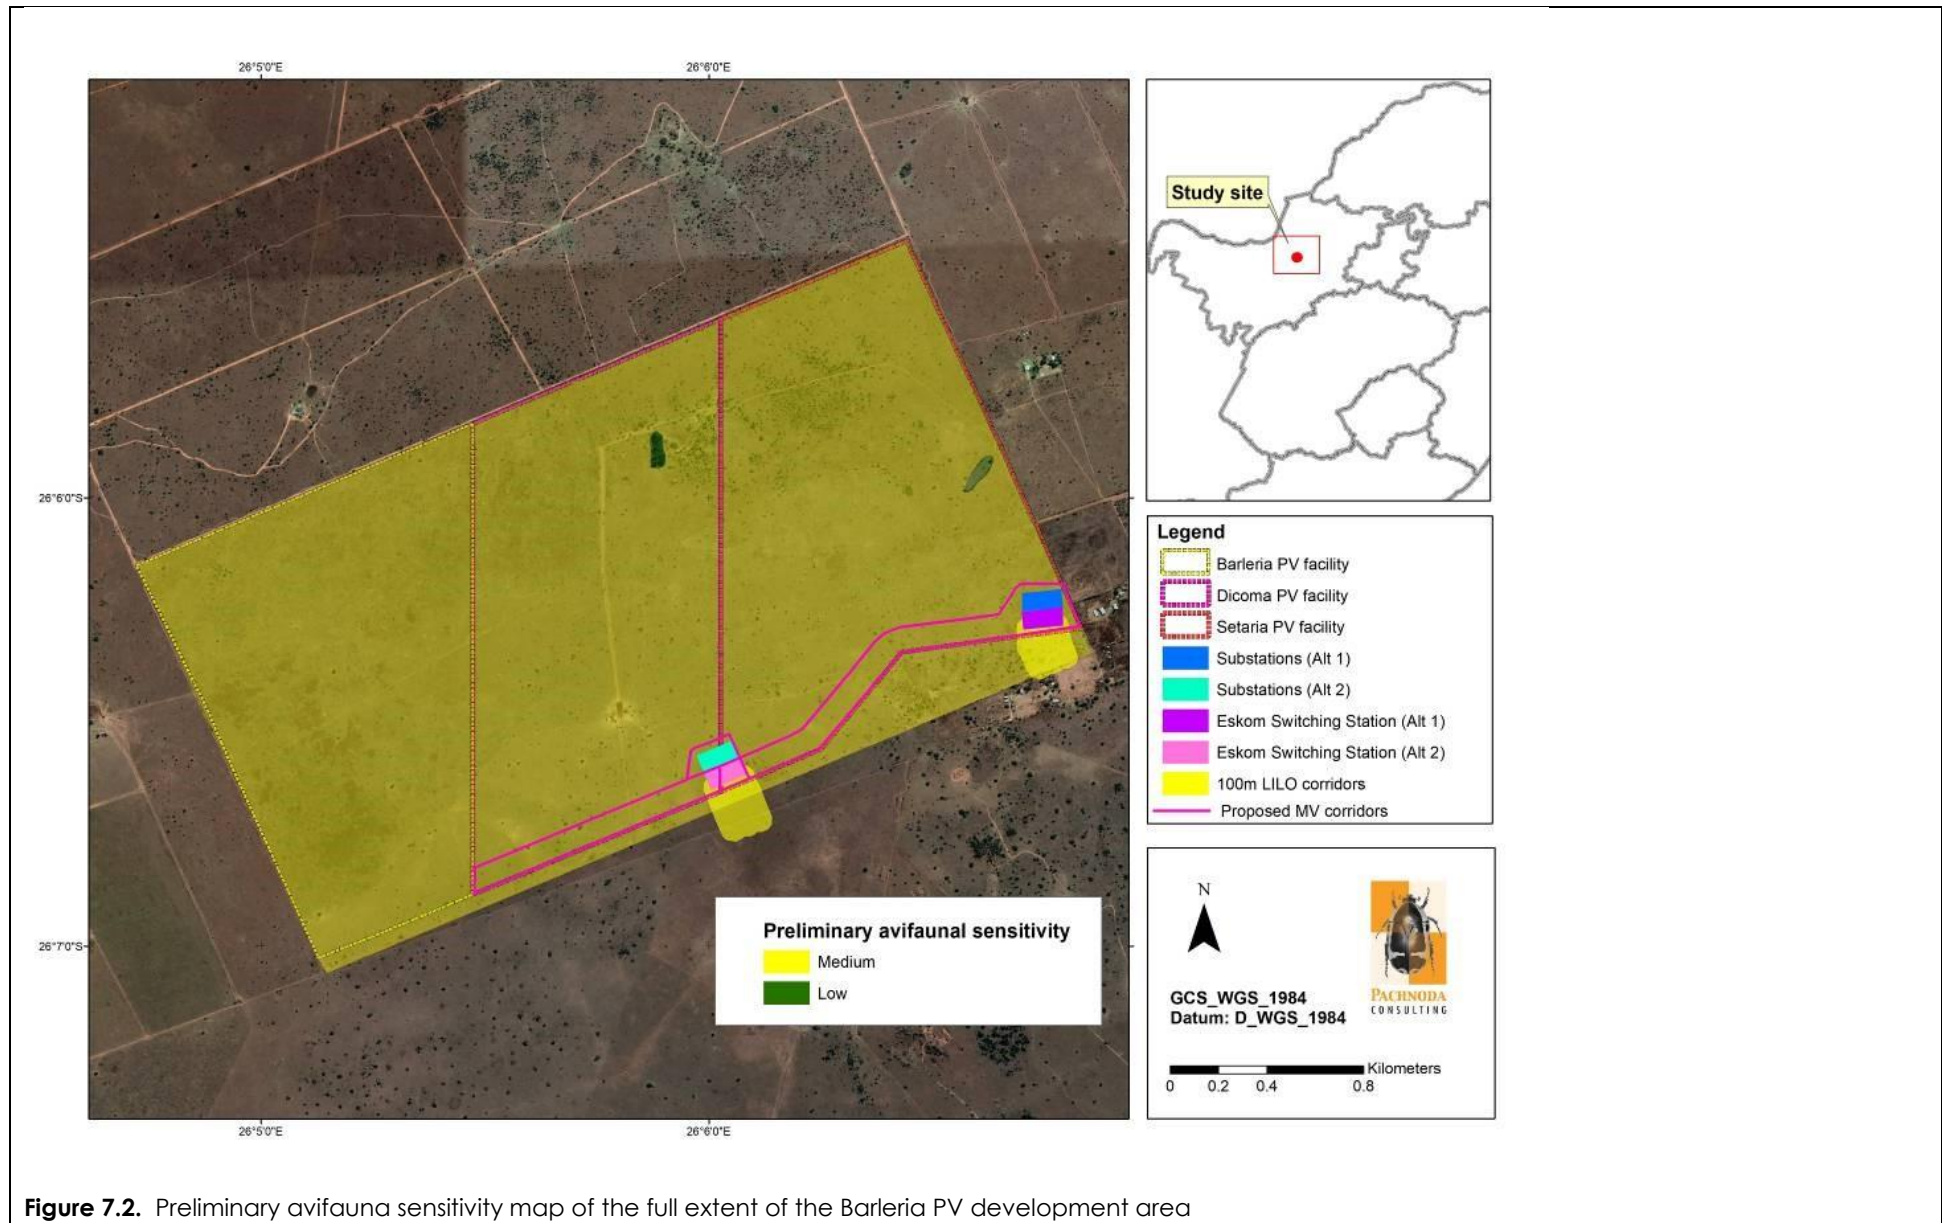 26°5'0"E
26°6'0"E
Study site
26°6'0"S
Legend
Barleria PV facility
Dicoma PV facility
Setaria PV facility
Substations (Alt 1)
Substations (Alt 2)
Eskom Switching Station (Alt 1)
Eskom Switching Station (Alt 2)
100m LILO corridors
Proposed MV corridors
26°7'0"S
Preliminary avifaunal sensitivity
Medium
Low
N
GCS_WGS_1984
Datum: D_WGS_1984
PACHNODA
CONSULTING
Kilometers
0 0.2 0.4 0.8
26°5'0"E
26°6'0"E
Figure 7.2. Preliminary avifauna sensitivity map of the full extent of the Barleria PV development area